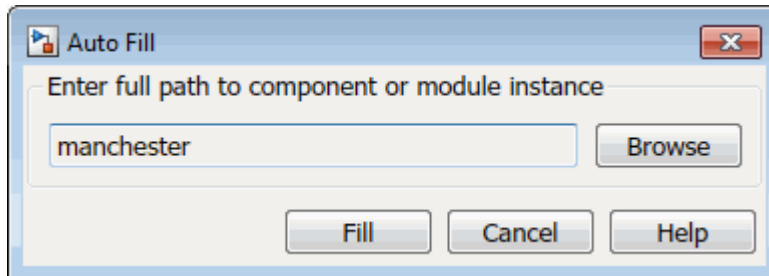 Auto Fill
Enter full path to component or module instance
manchester Browse
Fill Cancel Help